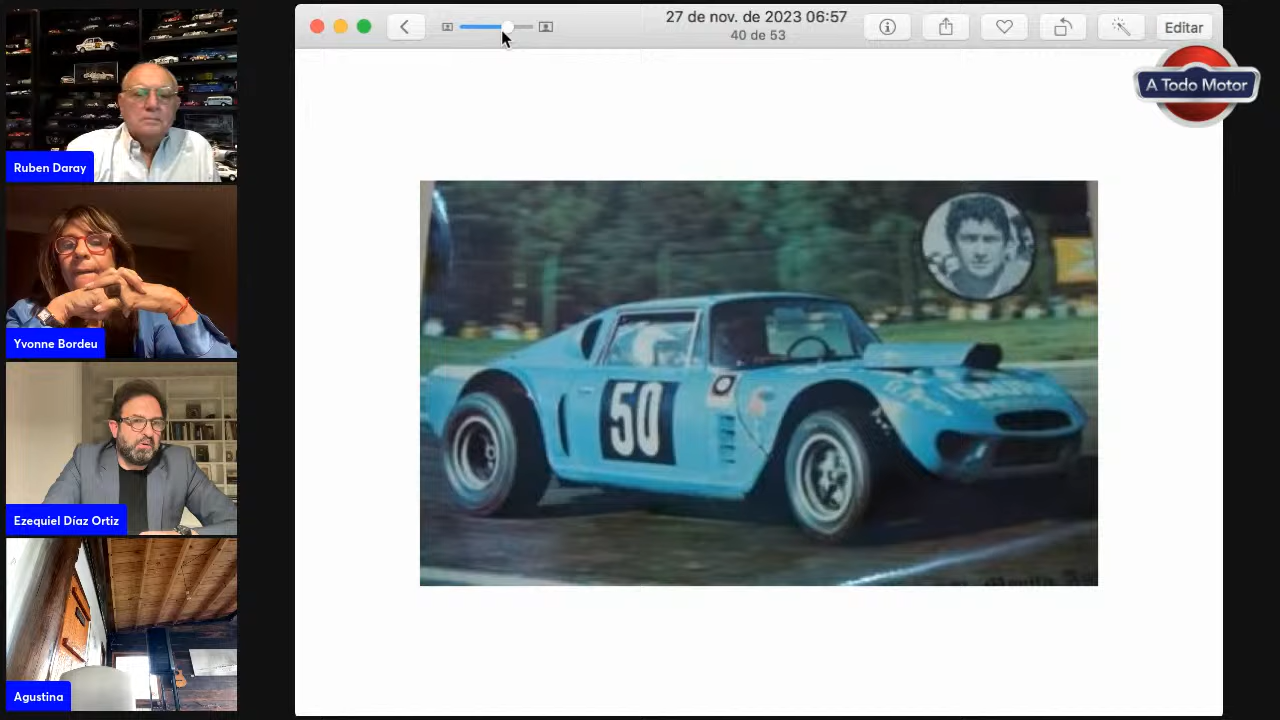 27 de nov. de 2023 06:57
40 de 53
Editar
A Todo Motor
Ruben Daray
Yvonne Bordeu
Ezequiel Díaz Ortiz
Agustina
50